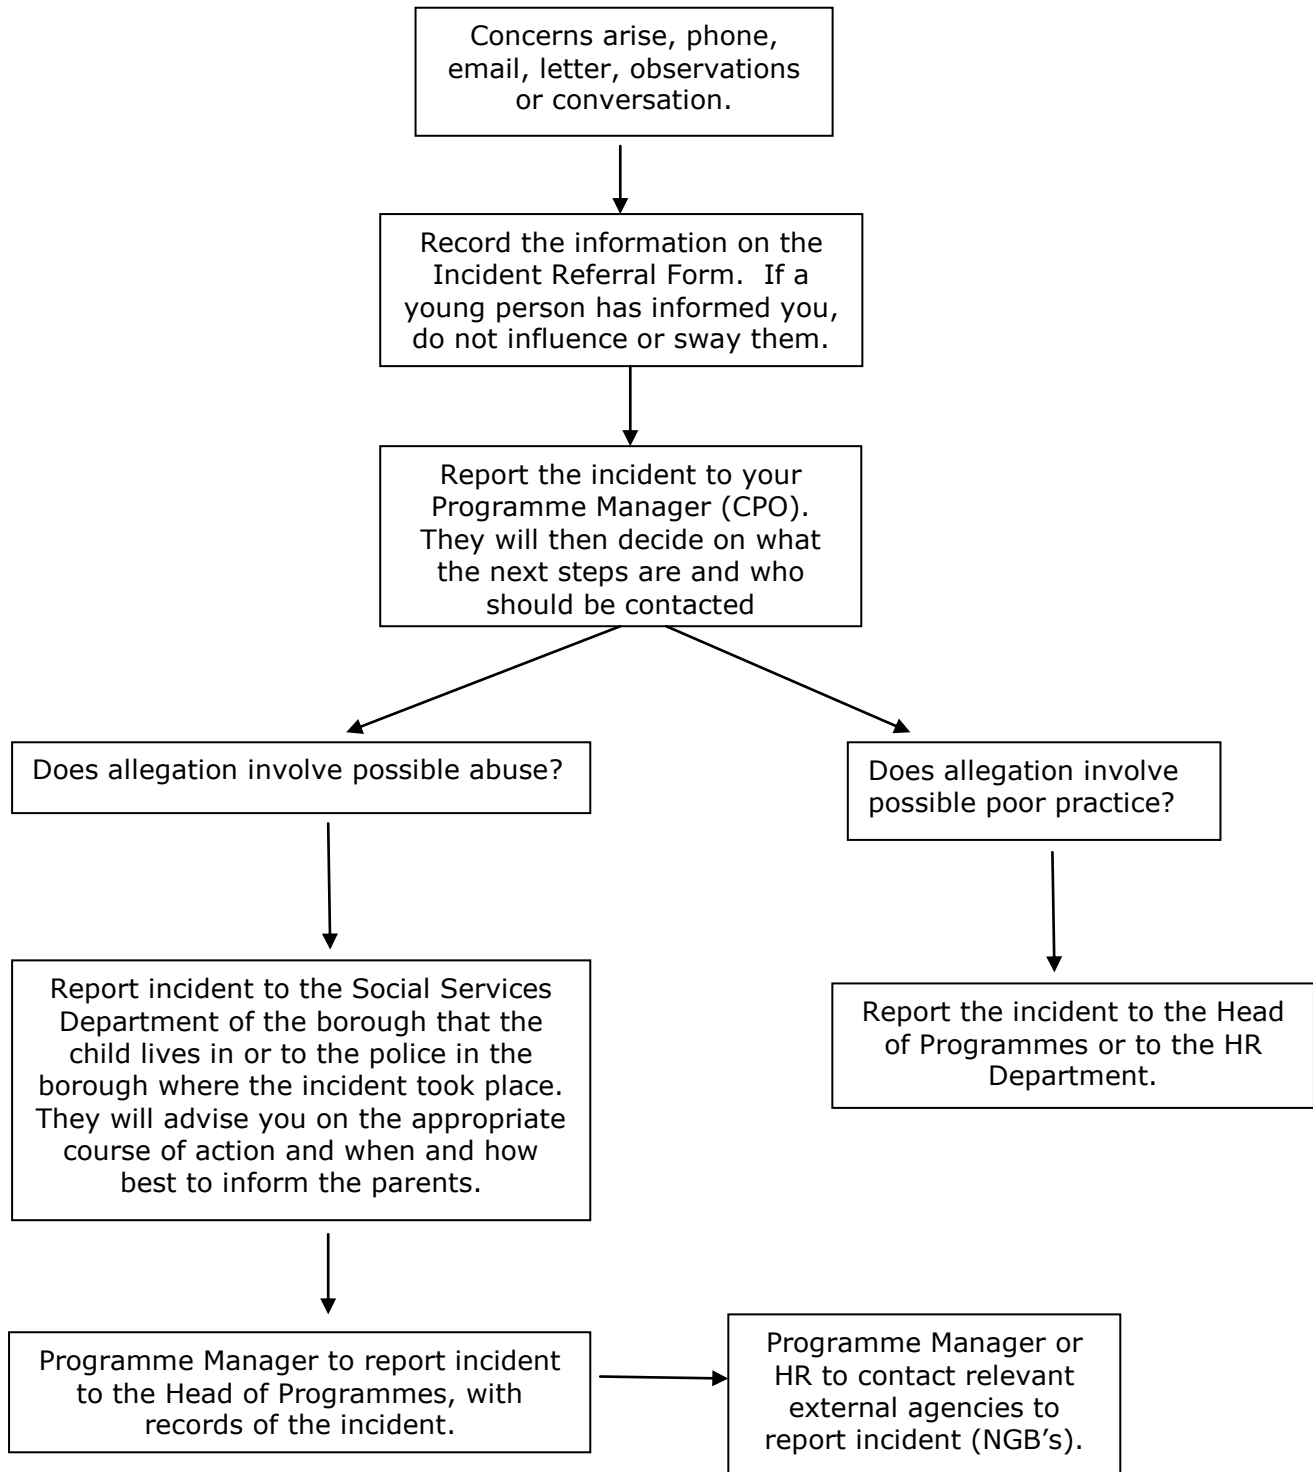 Concerns arise, phone,
email, letter, observations
or conversation.
Record the information on the
Incident Referral Form.  If a
young person has informed you,
do not influence or sway them.
Report the incident to your
Programme Manager (CPO).
They will then decide on what
the next steps are and who
should be contacted
Does allegation involve possible abuse?
Does allegation involve
possible poor practice?
Report incident to the Social Services
Department of the borough that the
child lives in or to the police in the
borough where the incident took place.
They will advise you on the appropriate
course of action and when and how
best to inform the parents.
Report the incident to the Head
of Programmes or to the HR
Department.
Programme Manager to report incident
to the Head of Programmes, with
records of the incident.
Programme Manager or
HR to contact relevant
external agencies to
report incident (NGB’s).